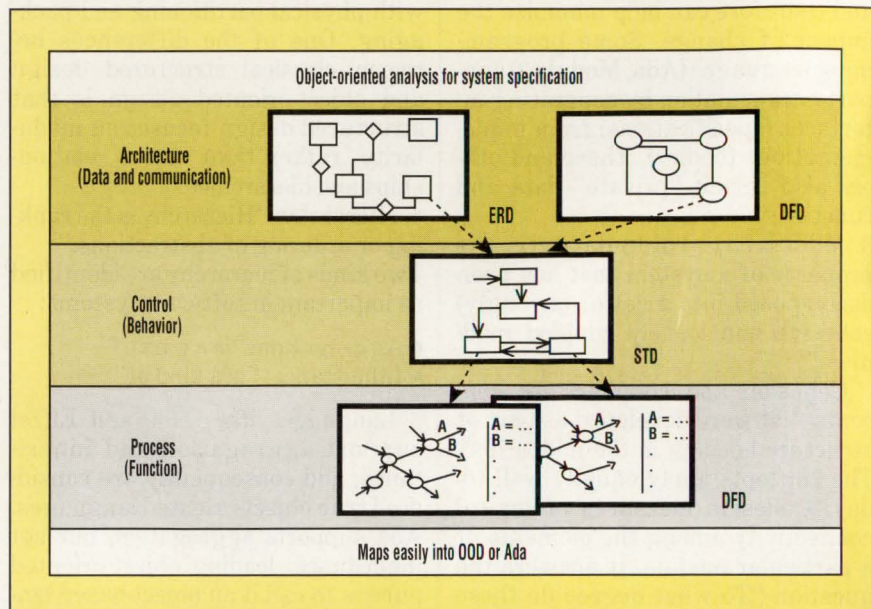 Object-oriented analysis for system specification
Architecture
(Data and communication)
ERD
DFD
Control
(Behavior)
STD
Process
(Function)
A
B
A = ...
B = ...
A
B
A = ...
B = ...
DFD
Maps easily into OOD or Ada